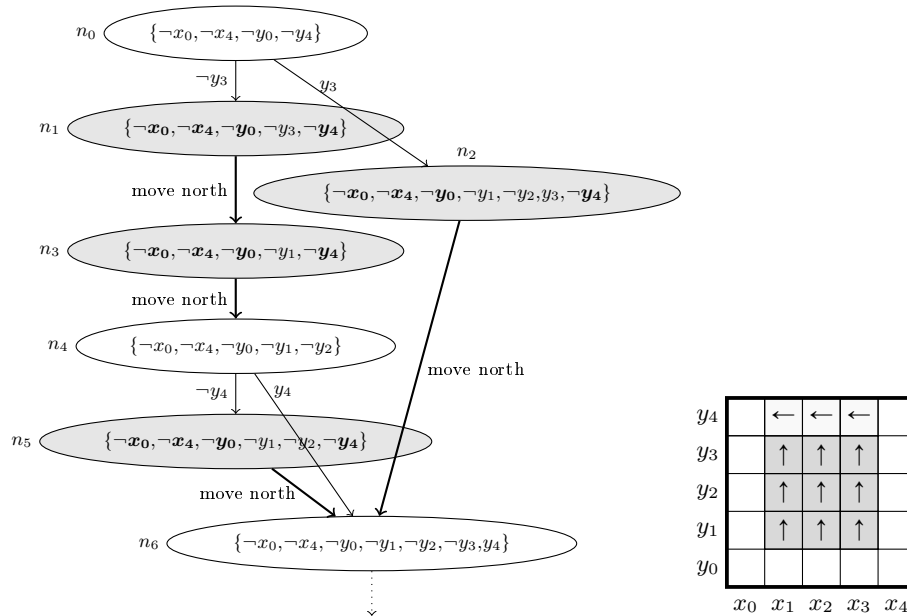 n₀ {¬x₀,¬x₄,¬y₀,¬y₄}
¬y₃ y₃
n₁ {¬x₀,¬x₄,¬y₀,¬y₃,¬y₄}
n₂
move north
{¬x₀,¬x₄,¬y₀,¬y₁,¬y₂,y₃,¬y₄}
n₃ {¬x₀,¬x₄,¬y₀,¬y₁,¬y₄}
move north
n₄ {¬x₀,¬x₄,¬y₀,¬y₁,¬y₂}
move north
¬y₄ y₄
n₅ {¬x₀,¬x₄,¬y₀,¬y₁,¬y₂,¬y₄}
move north
n₆ {¬x₀,¬x₄,¬y₀,¬y₁,¬y₂,¬y₃,y₄}
y₄ ← ← ←
y₃ ↑ ↑ ↑
y₂ ↑ ↑ ↑
y₁ ↑ ↑ ↑
y₀
x₀ x₁ x₂ x₃ x₄